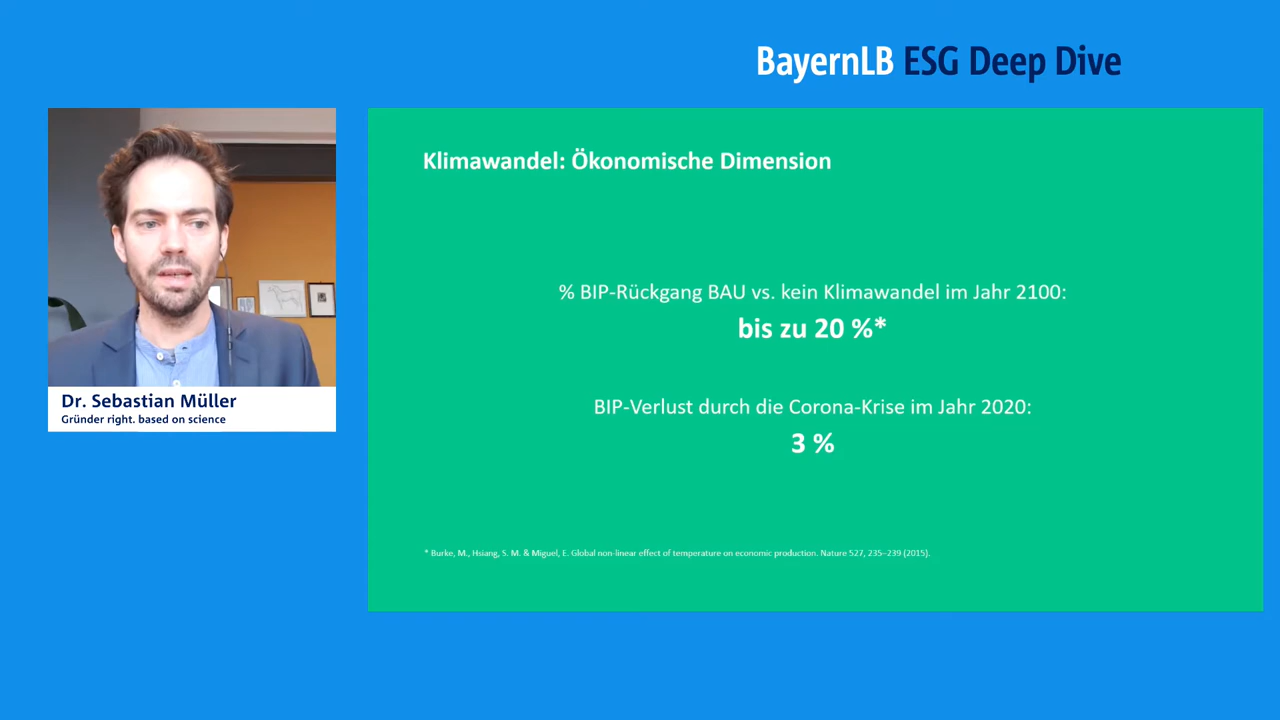 BayernLB ESG Deep Dive
Klimawandel: Ökonomische Dimension
% BIP-Rückgang BAU vs. kein Klimawandel im Jahr 2100:
bis zu 20 %*
BIP-Verlust durch die Corona-Krise im Jahr 2020:
3 %
* Burke, M., Hsiang, S. M. & Miguel, E. Global non-linear effect of temperature on economic production. Nature 527, 235–239 (2015).
Dr. Sebastian Müller
Gründer right. based on science